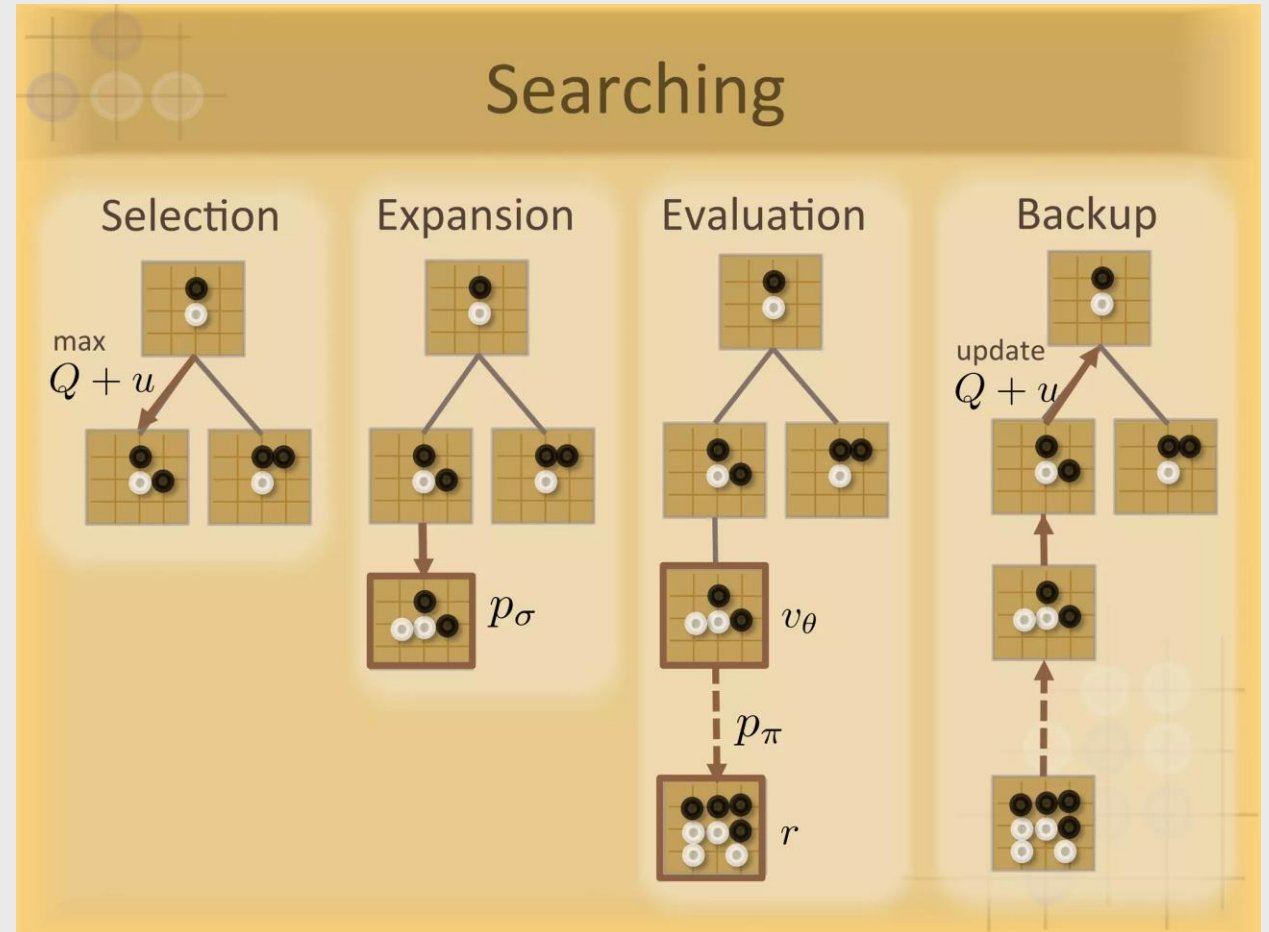 Searching
Selection
max
Q + u
Expansion
p_σ
Evaluation
v_θ
p_π
r
Backup
update
Q + u